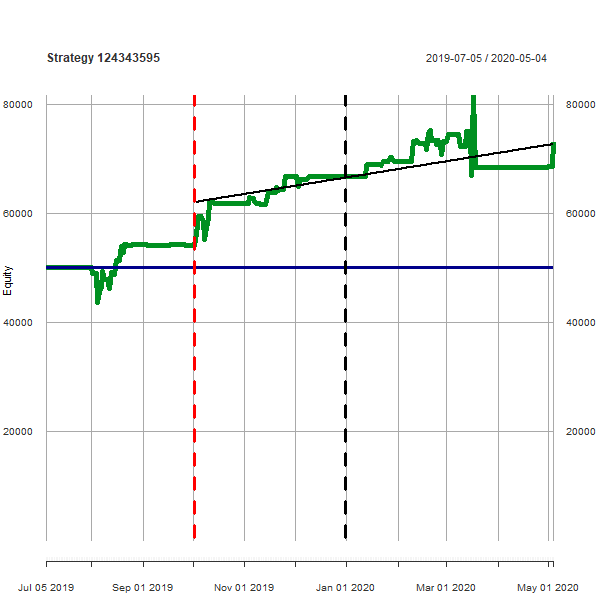 Strategy 124343595
2019-07-05 / 2020-05-04
80000
80000
60000
60000
Equity
40000
40000
20000
20000
Jul 05 2019
Sep 01 2019
Nov 01 2019
Jan 01 2020
Mar 01 2020
May 01 2020